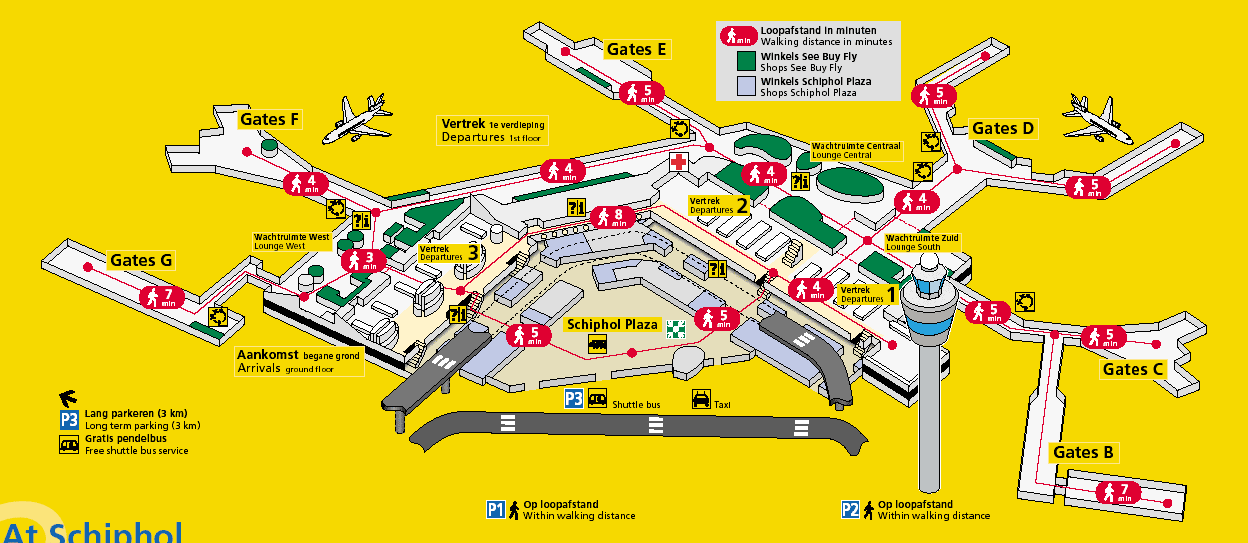 Gates E
5
min
Loopafstand in minuten
Walking distance in minutes
min
Winkels See Buy Fly
Shops See Buy Fly
Winkels Schiphol Plaza
Shops Schiphol Plaza
5
min
Gates F
Vertrek 1e verdieping
Departures 1st floor
Gates D
Wachtruimte Centraal
Lounge Central
4
min
4
min
4
min
?i
5
min
4
min
?i
?i
8
min
Vertrek
Departures 2
Wachtruimte West
Lounge West
Vertrek
Departures 3
Wachtruimte Zuid
Lounge South
Gates G
3
min
?i
7
min
4
min
Vertrek
Departures 1
?i
5
min
Schiphol Plaza
5
min
5
min
5
min
Gates C
Aankomst begane grond
Arrivals ground floor
P3
Shuttle bus
Taxi
P3
Lang parkeren (3 km)
Long term parking (3 km)
Gratis pendelbus
Free shuttle bus service
Gates B
7
min
P1
Op loopafstand
Within walking distance
P2
Op loopafstand
Within walking distance
At Schiphol